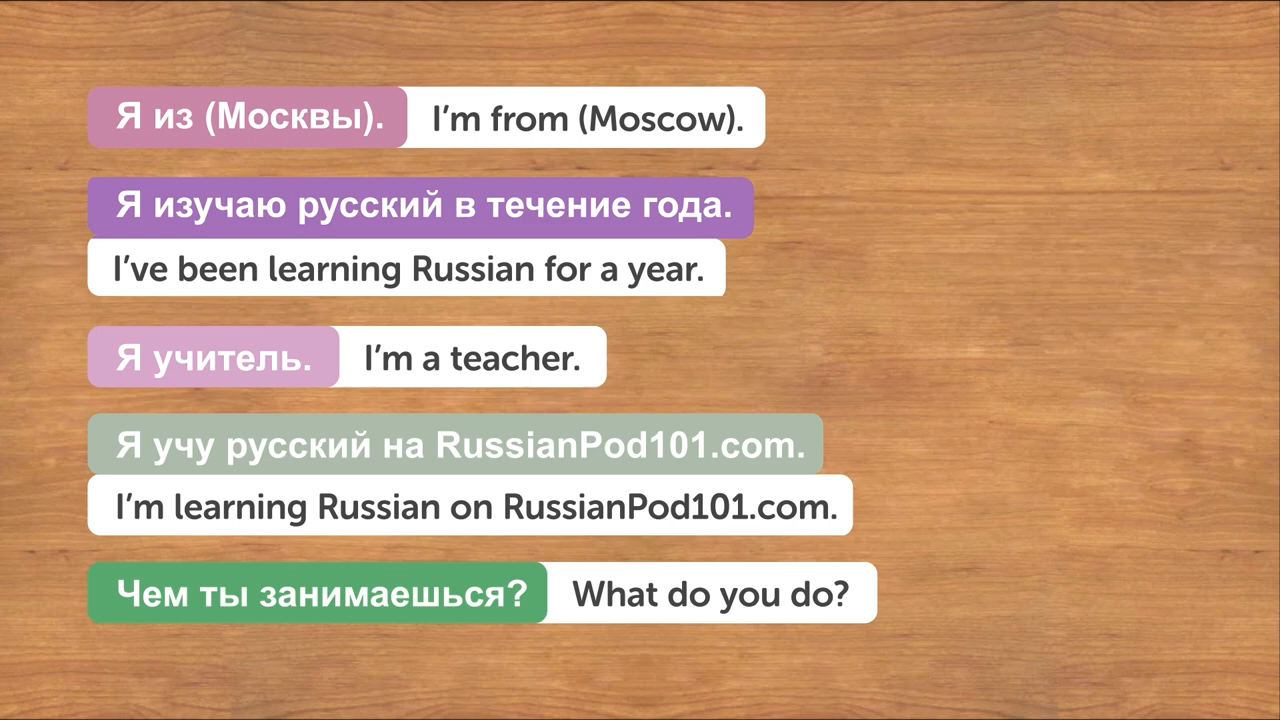 Я из (Москвы). I’m from (Moscow).
Я изучаю русский в течение года.
I’ve been learning Russian for a year.
Я учитель. I’m a teacher.
Я учу русский на RussianPod101.com.
I’m learning Russian on RussianPod101.com.
Чем ты занимаешься? What do you do?